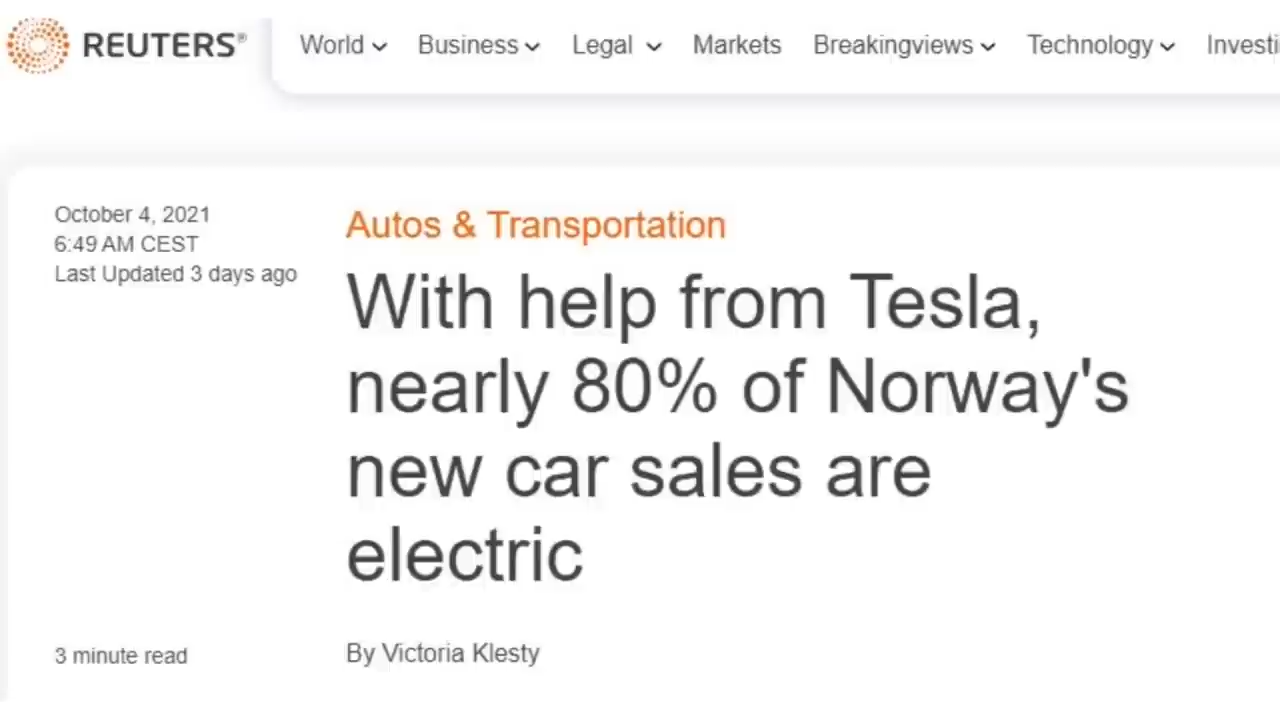 REUTERS®
World
Business
Legal
Markets
Breakingviews
Technology
Investi
October 4, 2021
6:49 AM CEST
Last Updated 3 days ago
Autos & Transportation
With help from Tesla,
nearly 80% of Norway's
new car sales are
electric
3 minute read
By Victoria Klesty